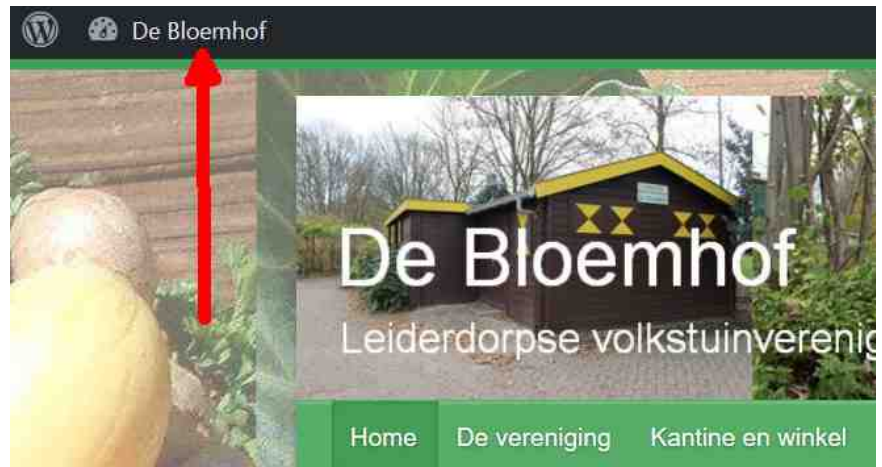 De Bloemhof
De Bloemhof
Leiderdorpse volkstuinverenig
Home De vereniging Kantine en winkel